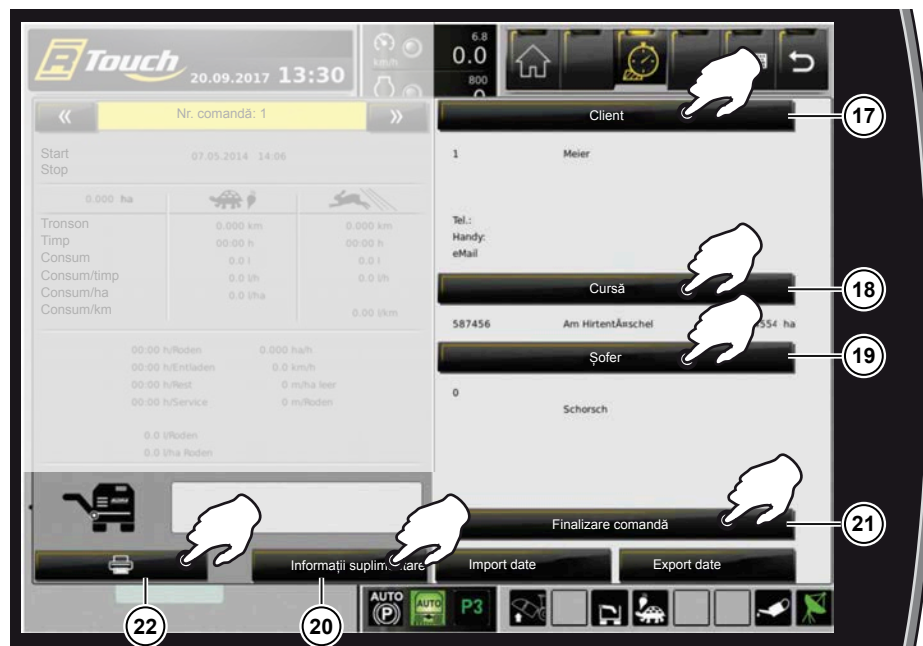 R Touch
20.09.2017 13:30
km/h
6.8
0.0
800
« Nr. comandă: 1 »
Client
17
Start 07.05.2014 14:06
Stop
1 Meier
0.000 ha
Tronson 0.000 km 0.000 km
Timp 00:00 h 00:00 h
Consum 0.0 l 0.0 l
Consum/timp 0.0 l/h 0.0 l/h
Consum/ha 0.0 l/ha
Consum/km 0.00 l/km
Tel.:
Handy:
eMail
Cursă
18
587456 Am HirtentÄ¤schel ha
Șofer
19
00:00 h/Roden 0.000 ha/h
00:00 h/Entladen 0.0 km/h
00:00 h/Rest 0 m/ha leer
00:00 h/Service 0 m/Roden
0.0 l/Roden
0.0 l/ha Roden
0
Schorsch
Finalizare comandă
21
Informații suplimentare
Import date
Export date
AUTO
(P)
AUTO
P3
22
20